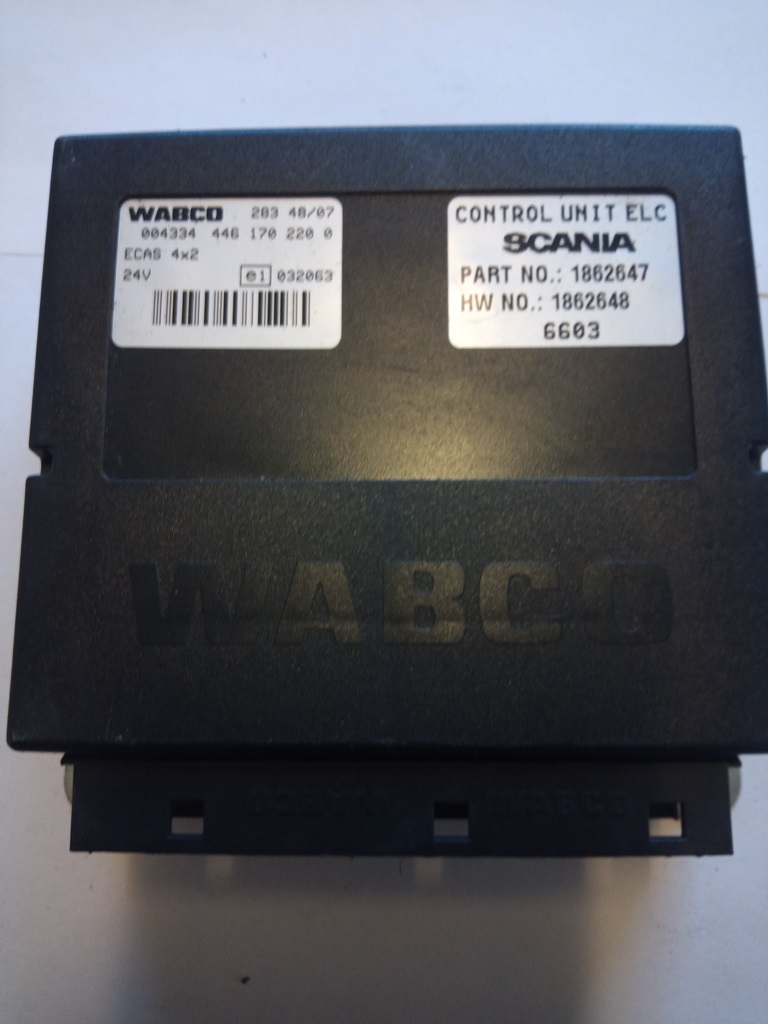 WABCO 283 48/07
004334 446 170 220 0
ECAS 4x2
24V e1 032063
CONTROL UNIT ELC
SCANIA
PART NO.: 1862647
HW NO.: 1862648
6603
WABCO
WABCO